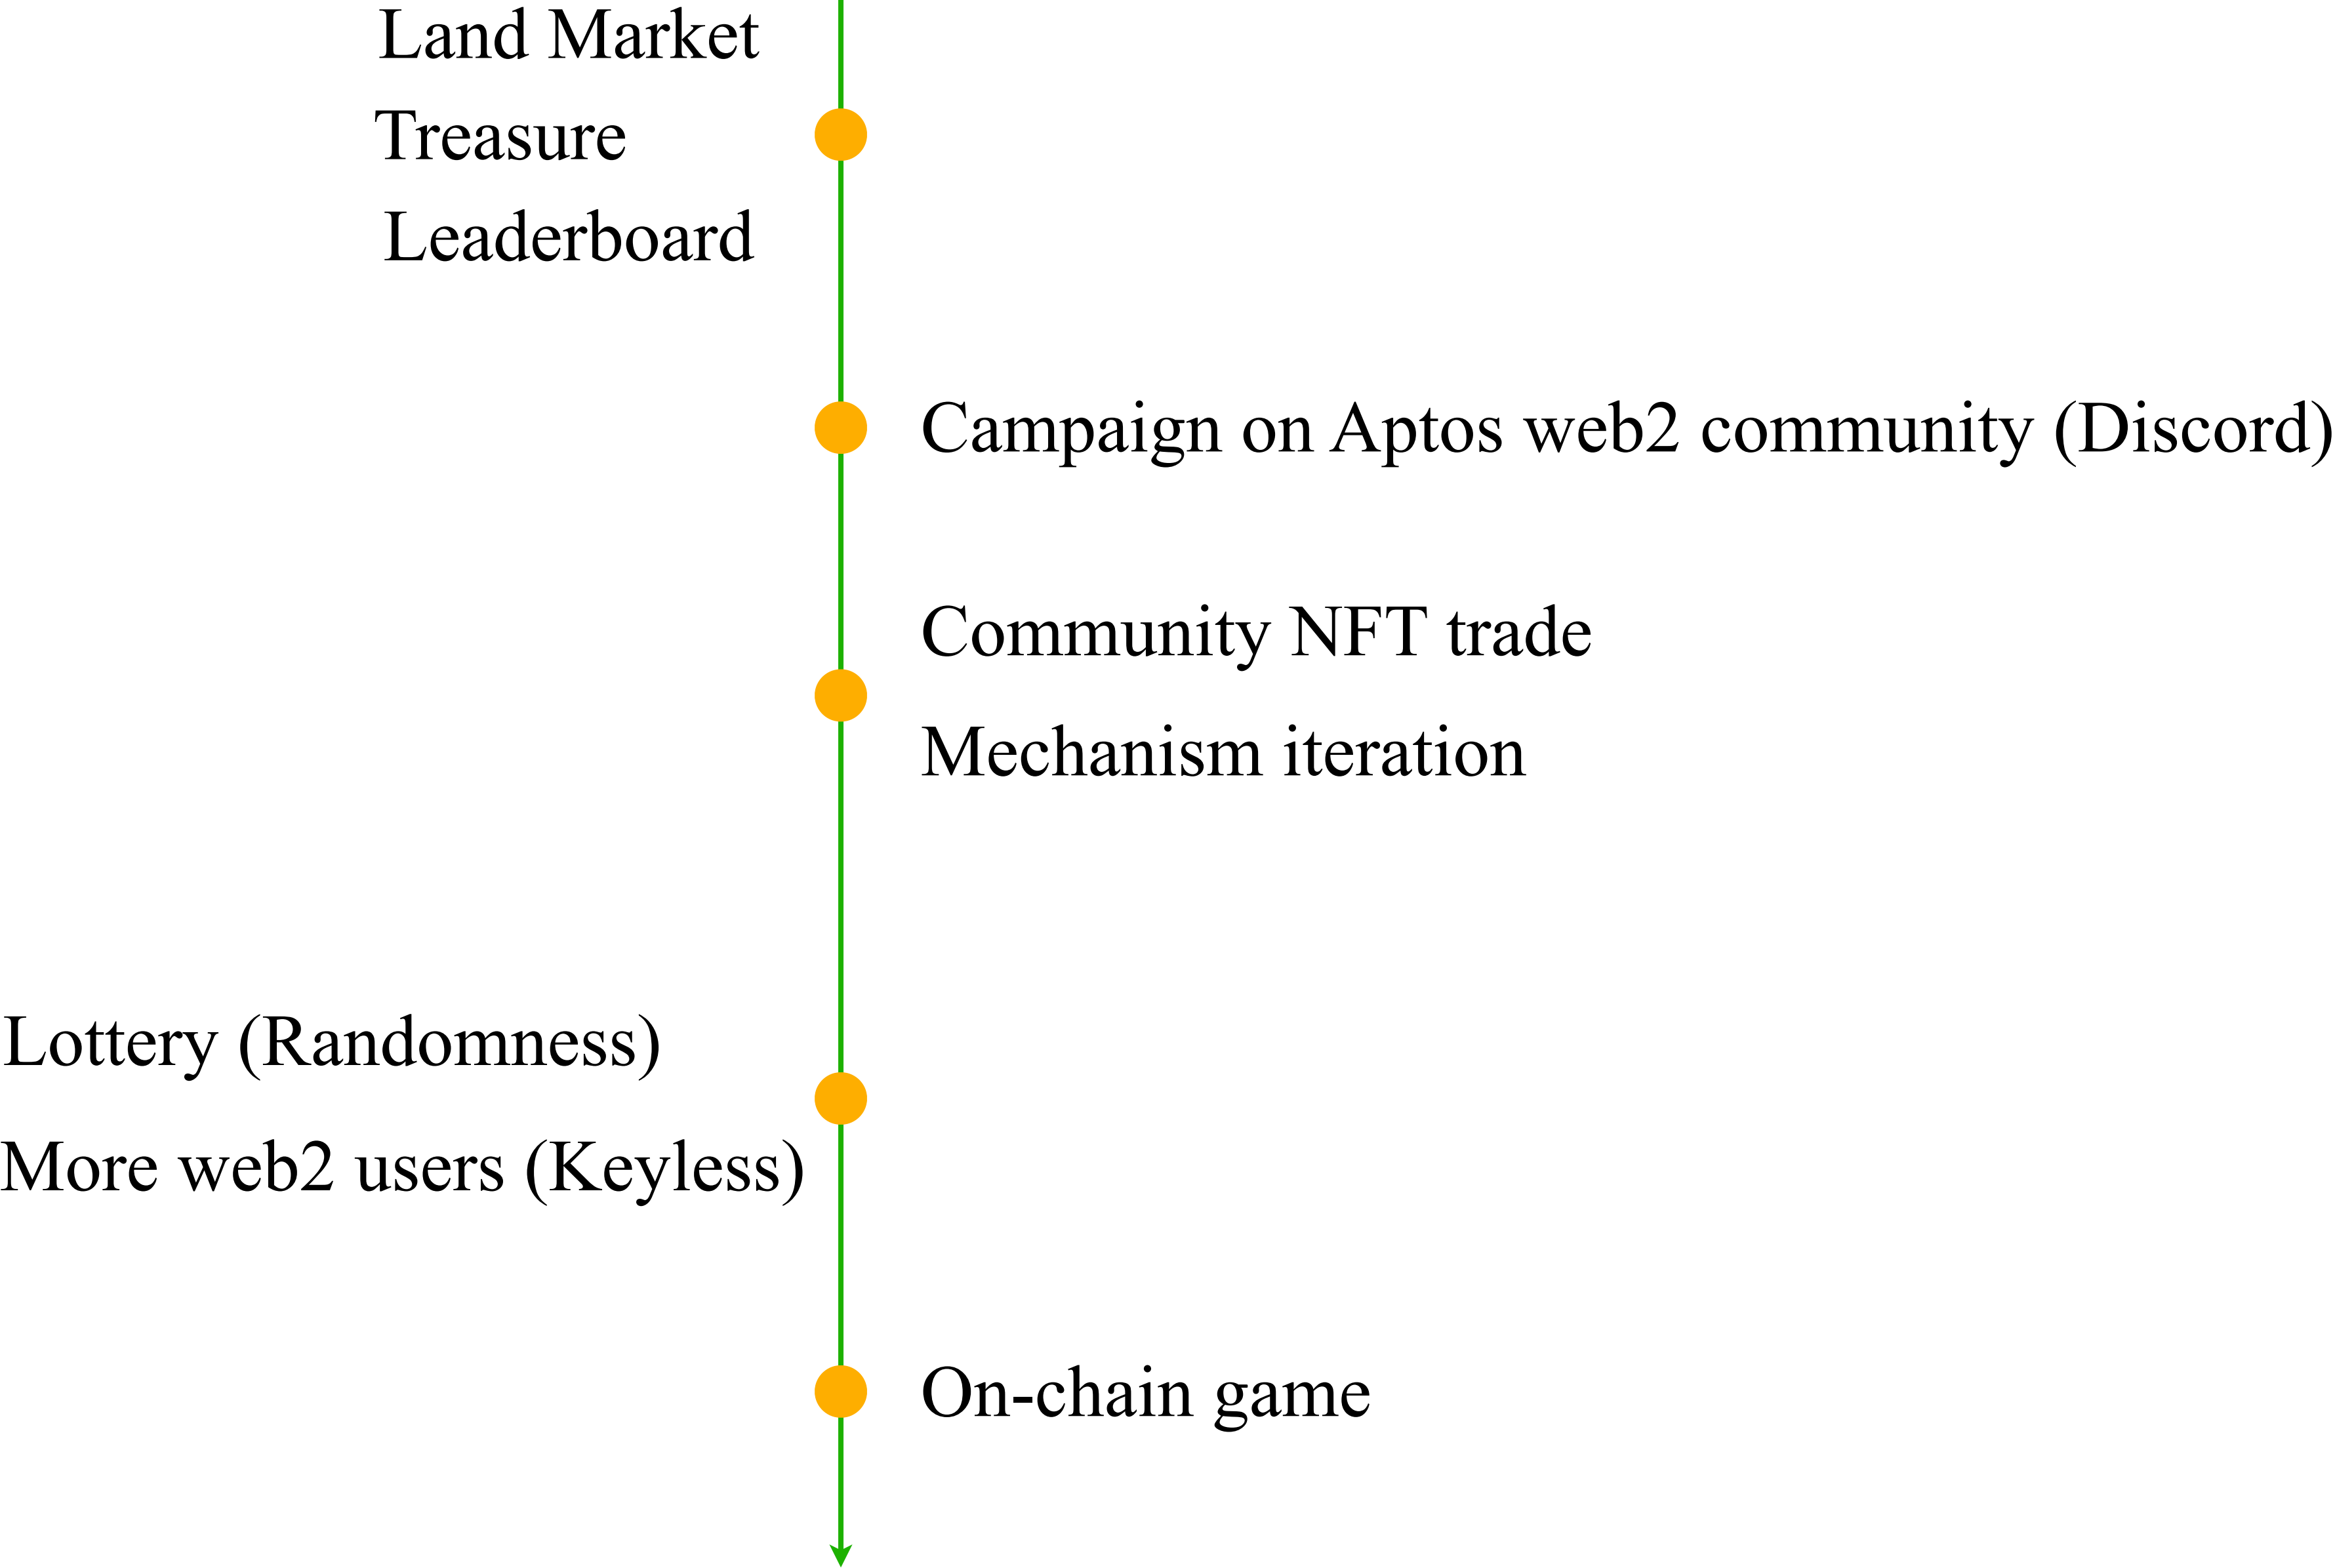 Land Market
Treasure
Leaderboard
Campaign on Aptos web2 community (Discord)
Community NFT trade
Mechanism iteration
Lottery (Randomness)
More web2 users (Keyless)
On-chain game